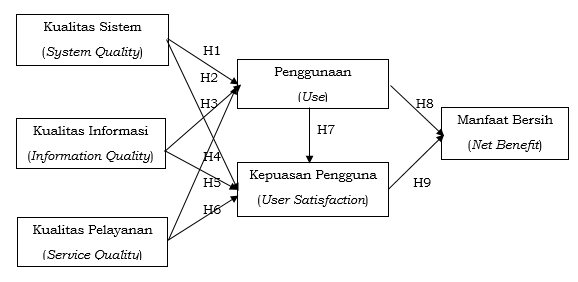 Kualitas Sistem
(System Quality)
H1
H2
Penggunaan
(Use)
H3
H8
Kualitas Informasi
(Information Quality)
Manfaat Bersih
(Net Benefit)
H7
H4
Kepuasan Pengguna
(User Satisfaction)
H5
H9
H6
Kualitas Pelayanan
(Service Quality)